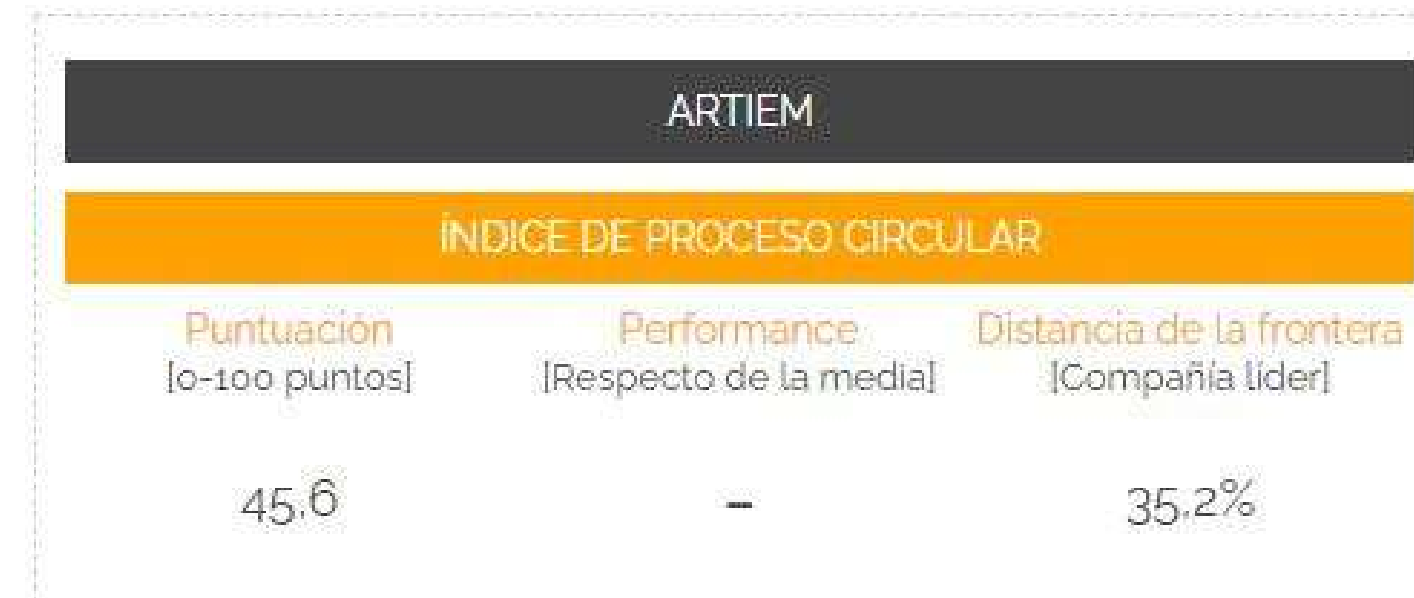 ARTIEM
ÍNDICE DE PROCESO CIRCULAR
Puntuación Performance Distancia de la frontera
[0-100 puntos] [Respecto de la media] [Compañía líder]
45.6 - 35.2%